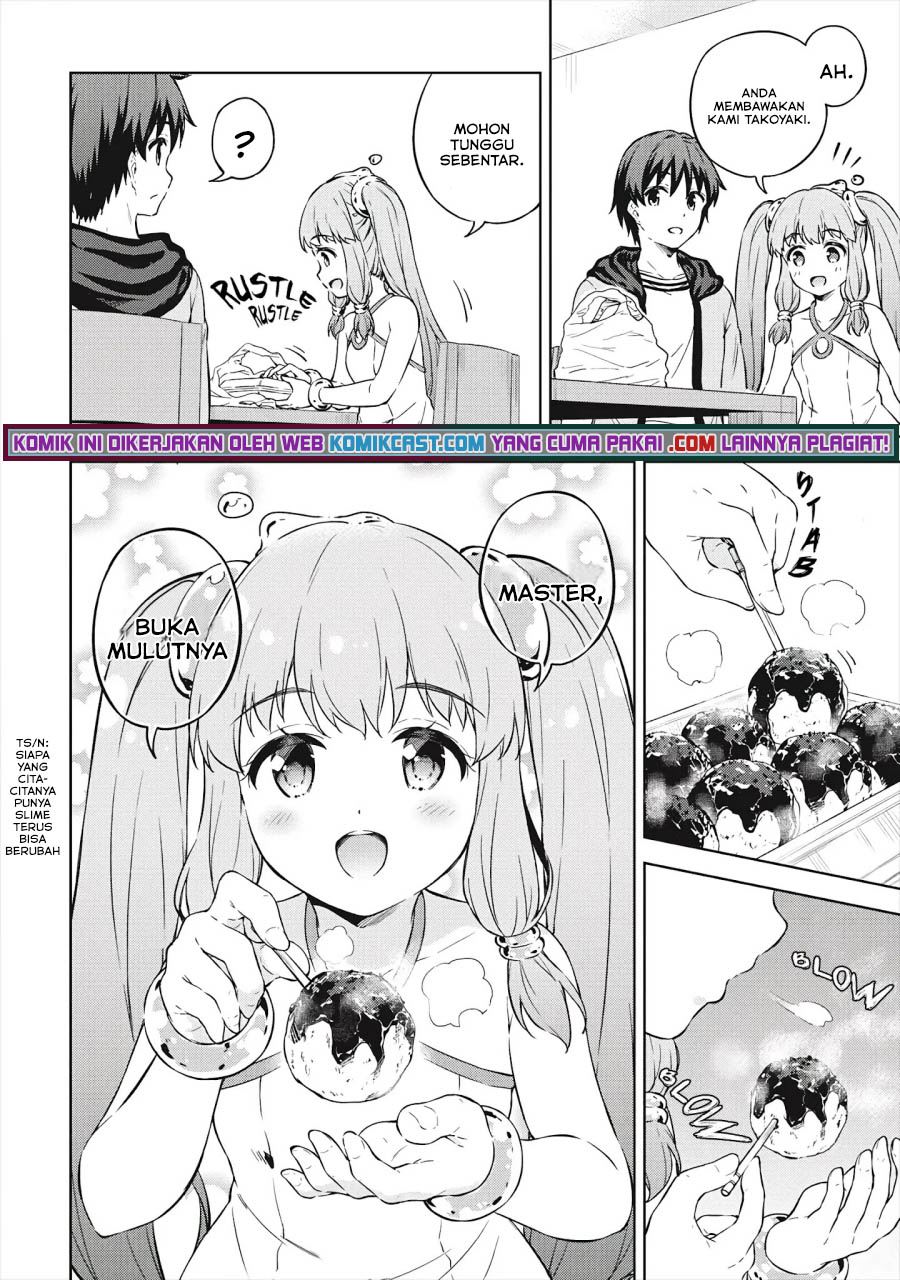 AH.
ANDA
MEMBAWAKAN
KAMI TAKOYAKI.
MOHON
TUNGGU
SEBENTAR.
?
RUSTLE
RUSTLE
KOMIK INI DIKERJAKAN OLEH WEB KOMIKCAST.COM YANG CUMA PAKAI .COM LAINNYA PLAGIAT!
STAB
BLOW
BLOW
MASTER,
BUKA
MULUTNYA
TS/N:
SIAPA
YANG
CITA-
CITANYA
PUNYA
SLIME
TERUS
BISA
BERUBAH